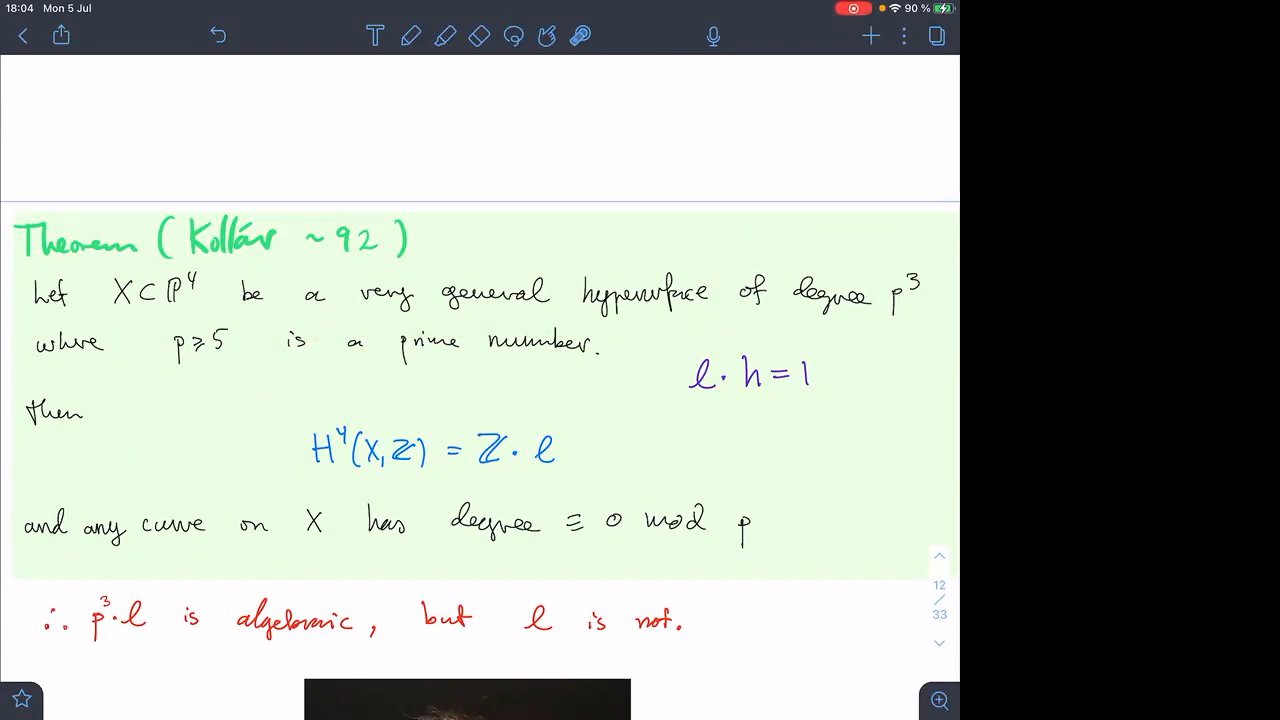 18:04 Mon 5 Jul
90 %
Theorem (Kollár ~92)
Let X ⊂ ℙ⁴ be a very general hypersurface of degree p³
where p ≥ 5 is a prime number.
l · h = 1
then
H⁴(X, ℤ) = ℤ · l
and any curve on X has degree ≡ 0 mod p
∴ p³·l is algebraic, but l is not.
12
/
33